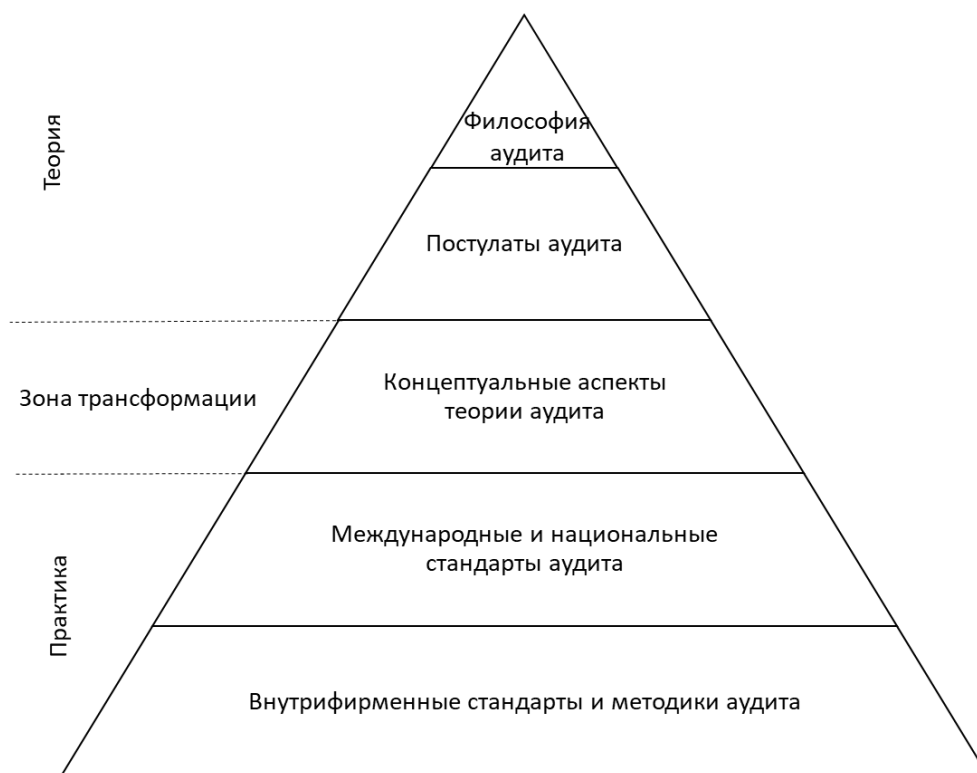 Теория
Философия
аудита
Постулаты аудита
Зона трансформации
Концептуальные аспекты
теории аудита
Практика
Международные и национальные
стандарты аудита
Внутрифирменные стандарты и методики аудита